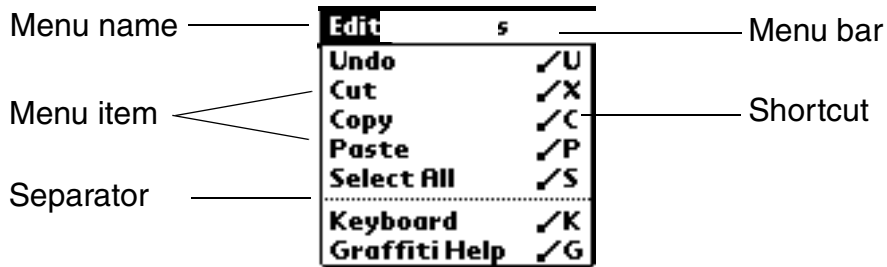 Menu name
Edit s
Menu bar
Undo U
Cut X
Menu item
Copy C
Shortcut
Paste P
Select All S
Separator
Keyboard K
Graffiti Help G